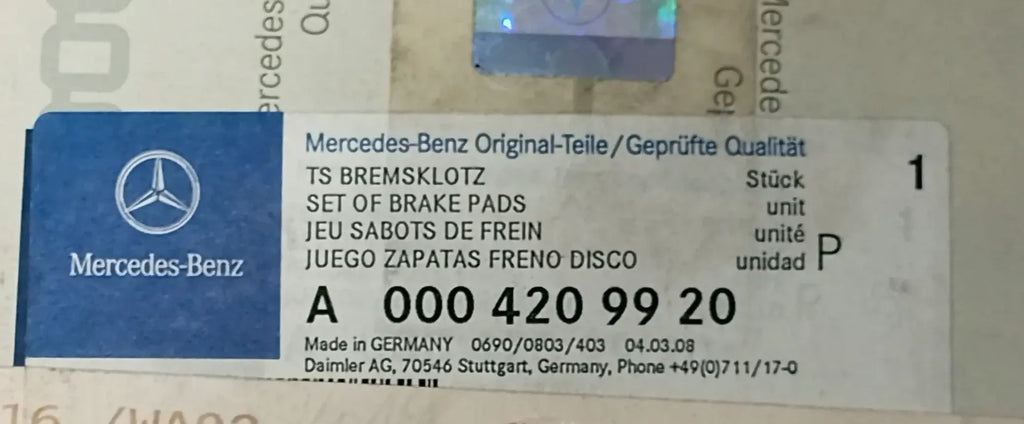 Mercedes-Benz
Mercedes-Benz Original-Teile/Geprüfte Qualität
TS BREMSKLOTZ Stück 1
SET OF BRAKE PADS unit
JEU SABOTS DE FREIN unité
JUEGO ZAPATAS FRENO DISCO unidad P
A 000 420 99 20
Made in GERMANY 0690/0803/403 04.03.08
Daimler AG, 70546 Stuttgart, Germany, Phone +49(0)711/17-0